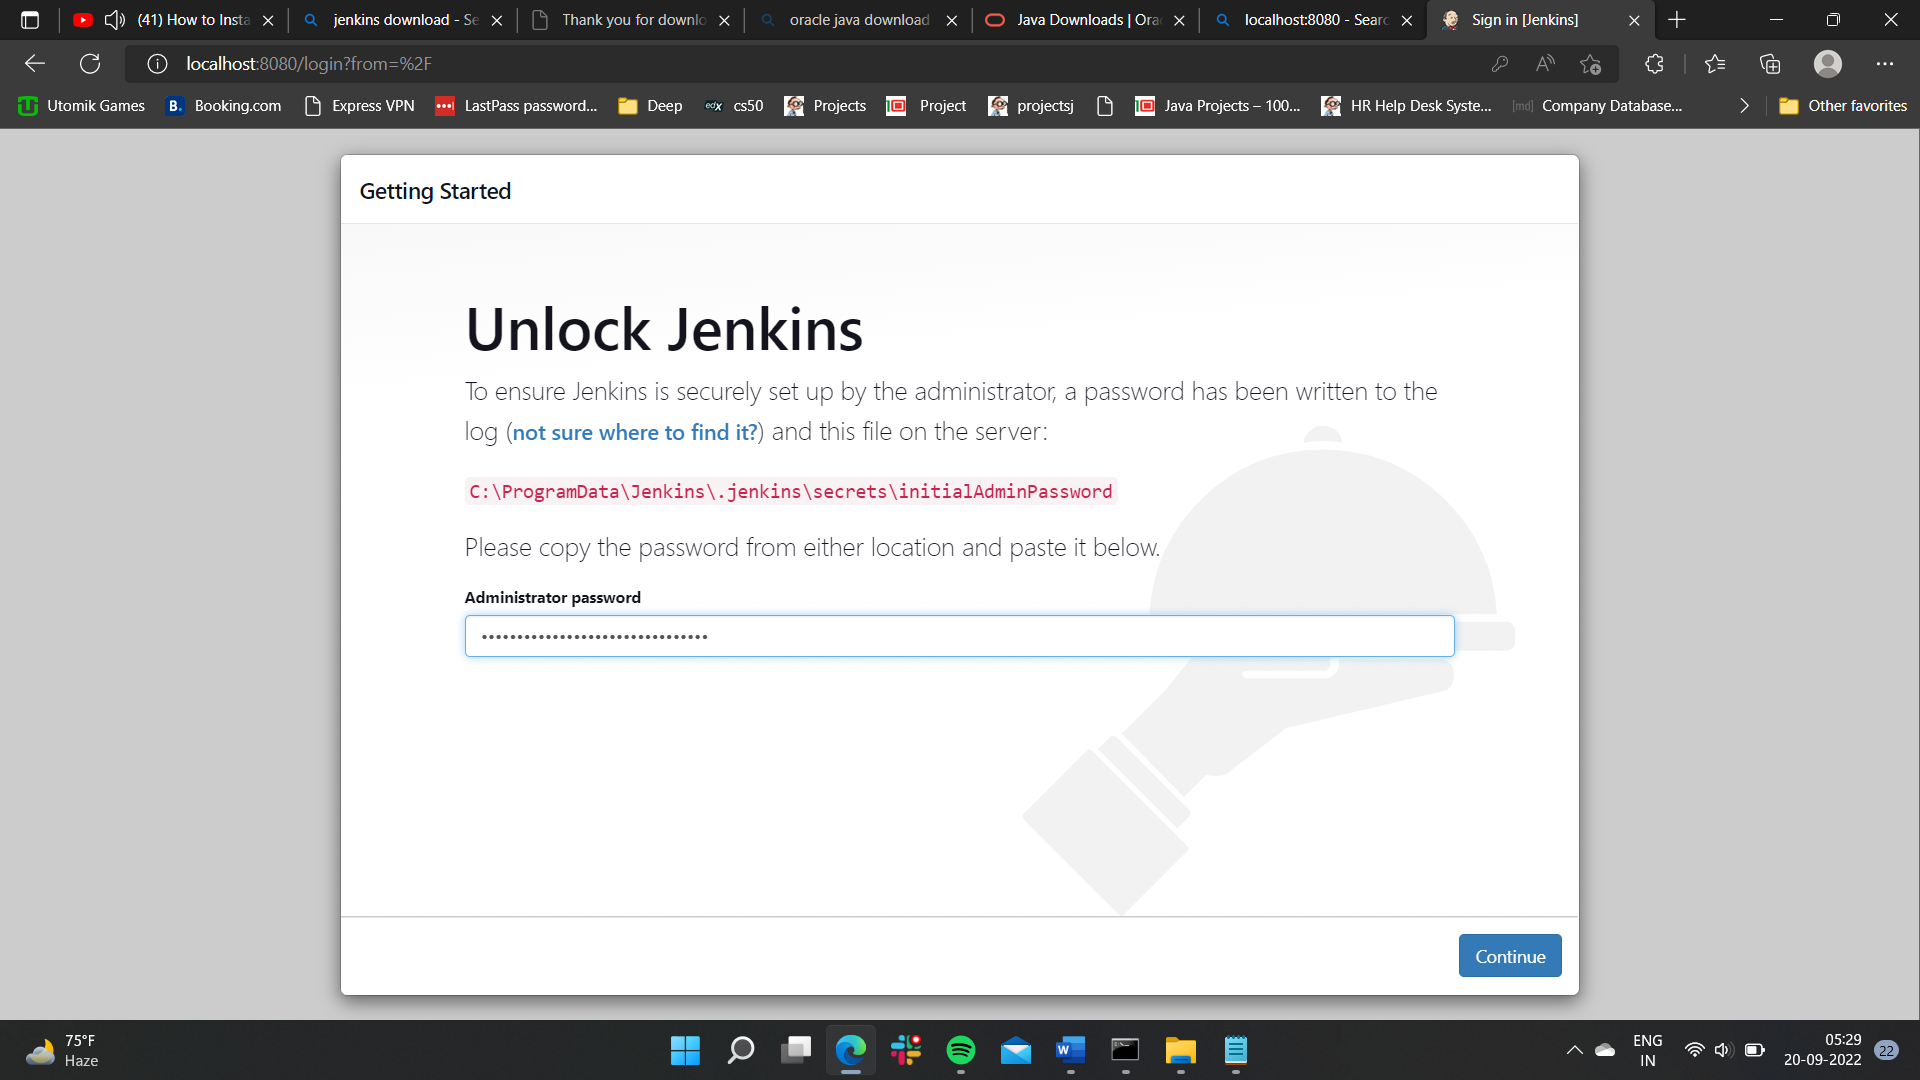 (41) How to Insta
jenkins download - Se
Thank you for downlo
oracle java download
Java Downloads | Ora
localhost:8080 - Searc
Sign in [Jenkins]
localhost:8080/login?from=%2F
Utomik Games
B. Booking.com
Express VPN
LastPass password...
Deep
edx cs50
Projects
Project
projectsj
Java Projects – 100...
HR Help Desk Syste...
[md] Company Database...
Other favorites
Getting Started
Unlock Jenkins
To ensure Jenkins is securely set up by the administrator, a password has been written to the
log (not sure where to find it?) and this file on the server:
C:\ProgramData\Jenkins\.jenkins\secrets\initialAdminPassword
Please copy the password from either location and paste it below.
Administrator password
Continue
75°F
Haze
ENG
IN
05:29
20-09-2022
22